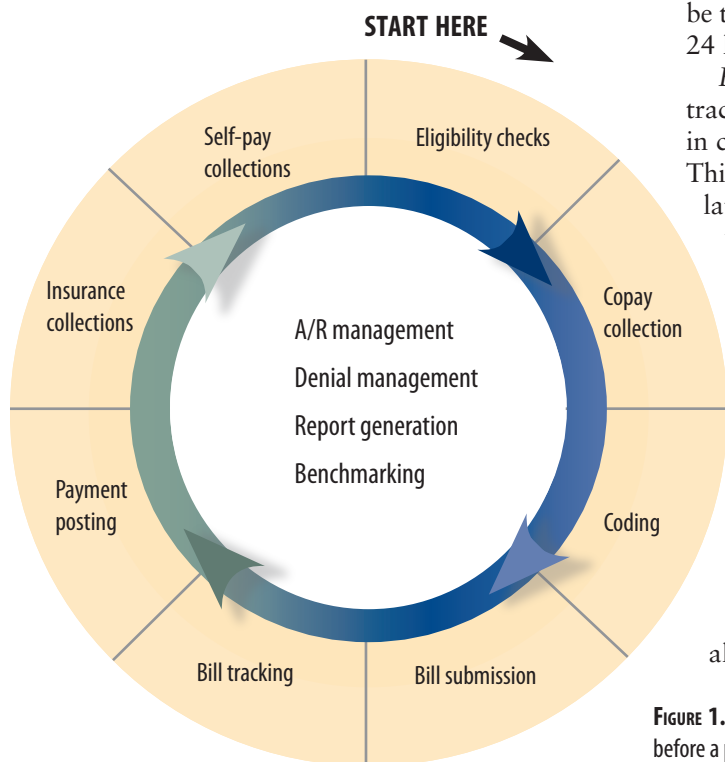 START HERE
Self-pay
collections
Eligibility checks
Insurance
collections
Copay
collection
A/R management
Denial management
Report generation
Benchmarking
Payment
posting
Coding
Bill tracking
Bill submission
be t
24
trac
in c
Thi
la
al
FIGURE 1.
before a p